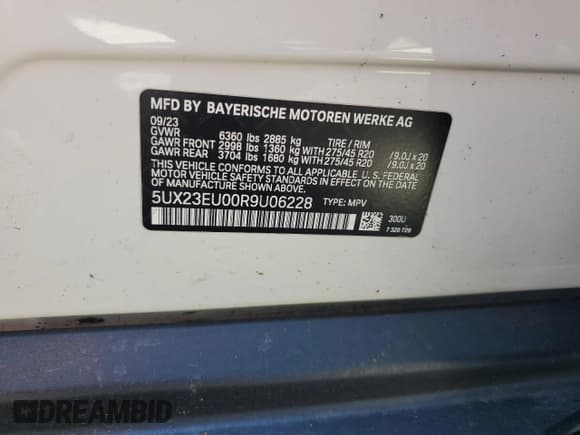 MFD BY BAYERISCHE MOTOREN WERKE AG
09/23
GVWR 6360 lbs 2885 kg TIRE / RIM
GAWR FRONT 2998 lbs 1360 kg WITH 275/45 R20 / 9.0J x 20
GAWR REAR 3704 lbs 1680 kg WITH 275/45 R20 / 9.0J x 20
THIS VEHICLE CONFORMS TO ALL APPLICABLE U. S. FEDERAL
MOTOR VEHICLE SAFETY STANDARDS IN EFFECT ON THE
DATE OF MANUFACTURE SHOWN ABOVE.
5UX23EU00R9U06228 TYPE: MPV
300U
7 320 729
DREAMBID